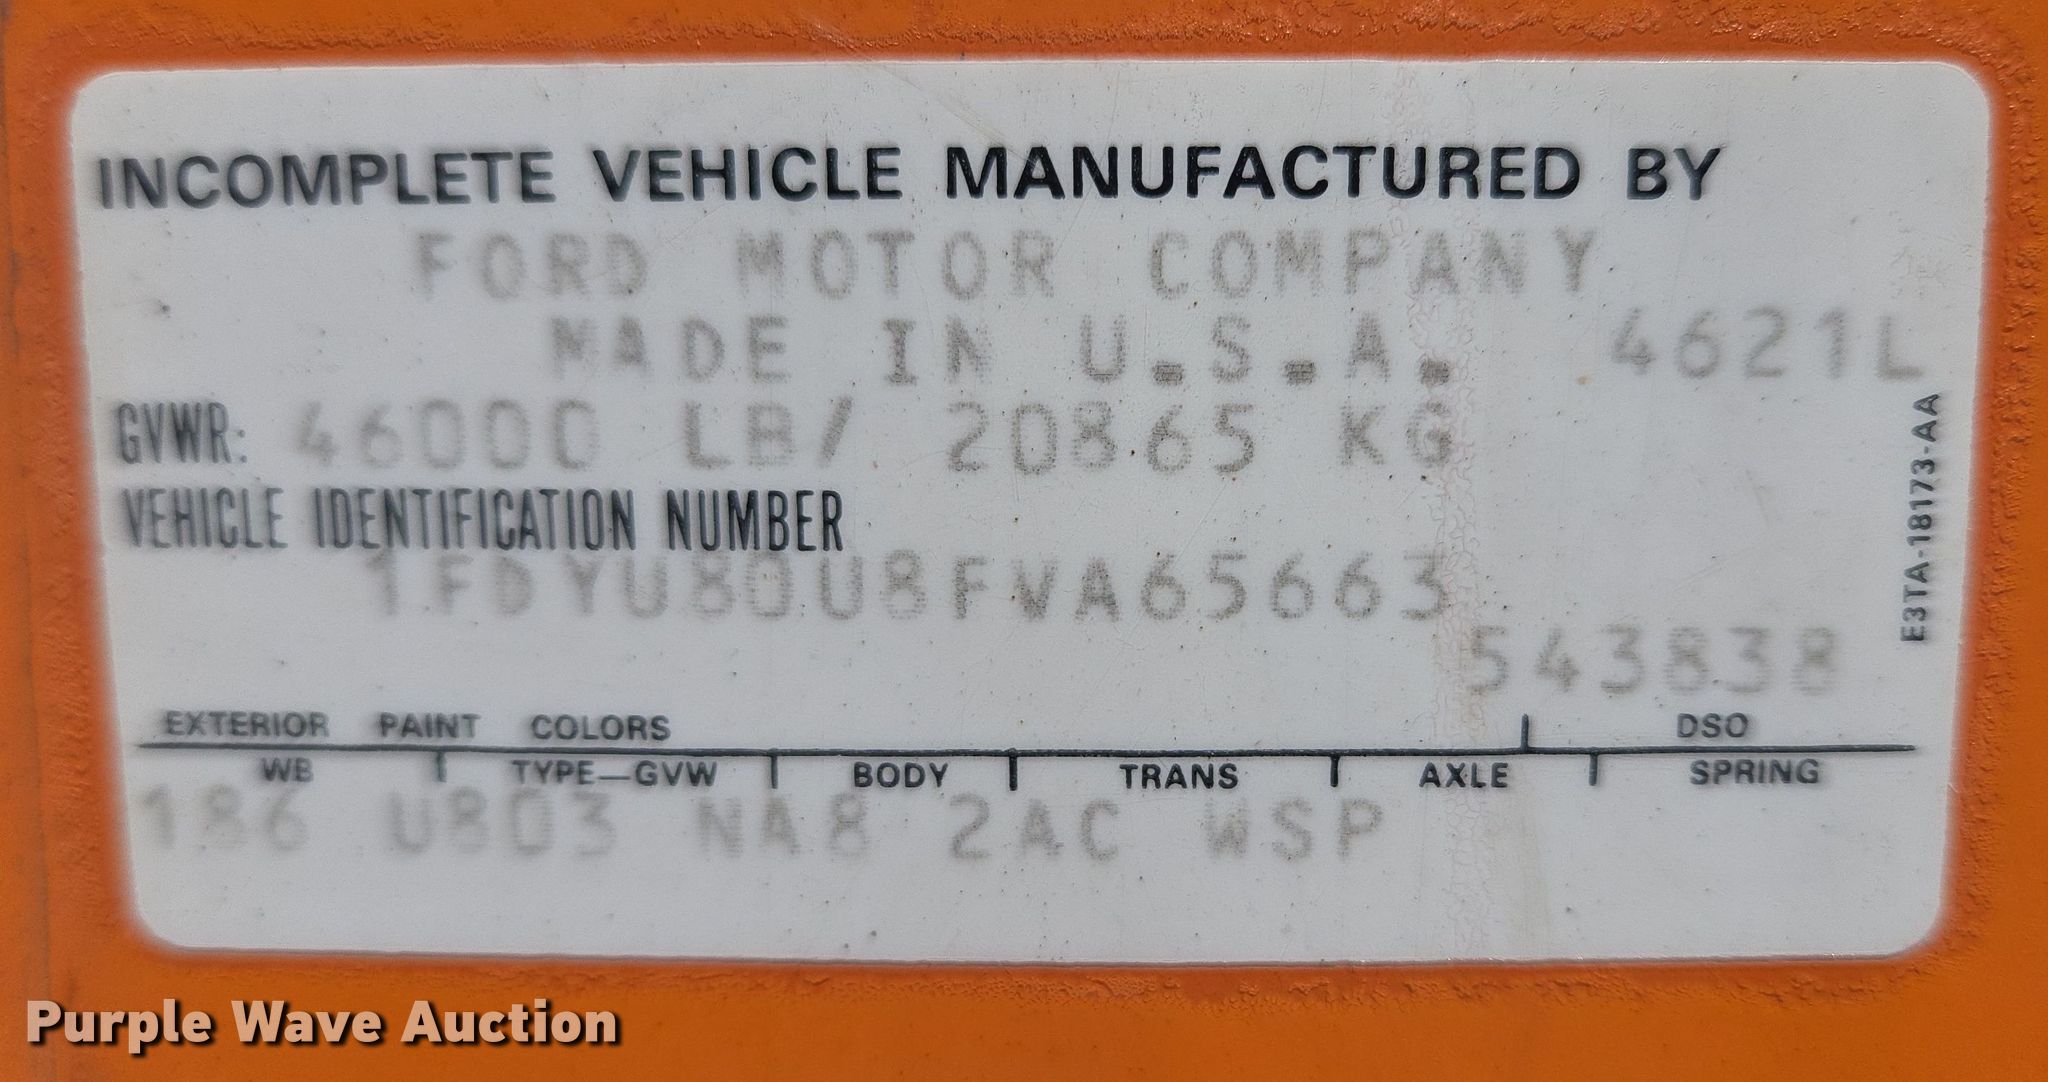 INCOMPLETE VEHICLE MANUFACTURED BY
FORD MOTOR COMPANY
MADE IN U.S.A. 4621L
GVWR: 46000 LB/ 20865 KG
VEHICLE IDENTIFICATION NUMBER
1FDYU80U8FVA65663
543838
E3TA-18173-AA
EXTERIOR PAINT COLORS DSO
WB TYPE—GVW BODY TRANS AXLE SPRING
186 U803 NA8 2AC WSP
Purple Wave Auction